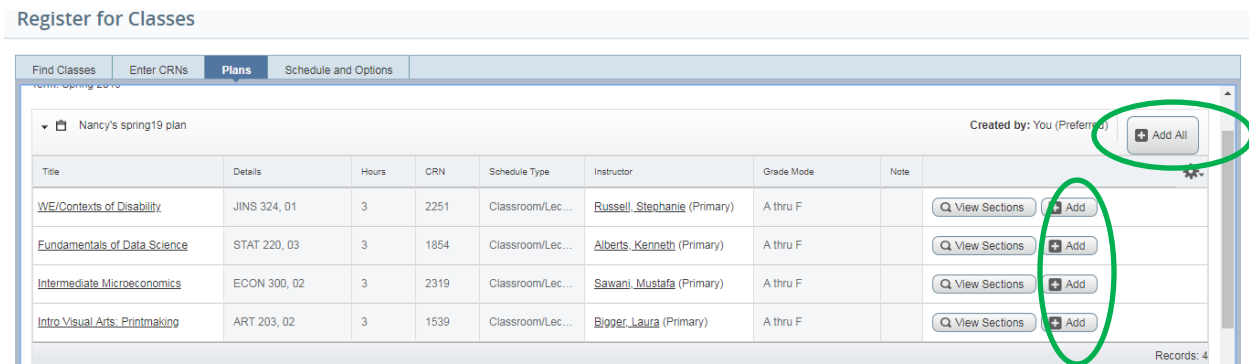 Register for Classes
Find Classes Enter CRNs Plans Schedule and Options
Term: Spring 2019
Nancy's spring19 plan Created by: You (Preferred) Add All
Title Details Hours CRN Schedule Type Instructor Grade Mode Note
WE/Contexts of Disability JINS 324, 01 3 2251 Classroom/Lec... Russell, Stephanie (Primary) A thru F View Sections Add
Fundamentals of Data Science STAT 220, 03 3 1854 Classroom/Lec... Alberts, Kenneth (Primary) A thru F View Sections Add
Intermediate Microeconomics ECON 300, 02 3 2319 Classroom/Lec... Sawani, Mustafa (Primary) A thru F View Sections Add
Intro Visual Arts: Printmaking ART 203, 02 3 1539 Classroom/Lec... Bigger, Laura (Primary) A thru F View Sections Add
Records: 4